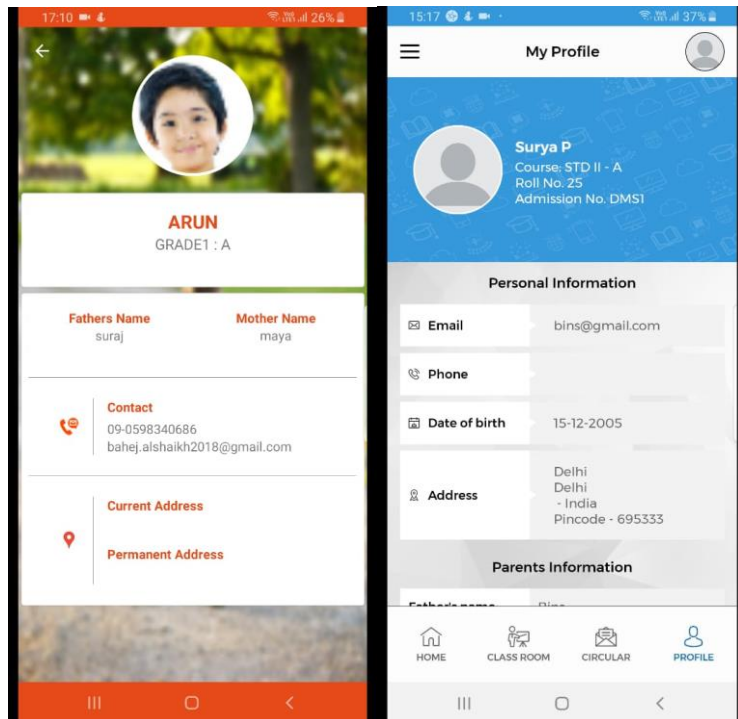 17:10
26%
ARUN
GRADE1 : A
Fathers Name
Mother Name
suraj
maya
Contact
09-0598340686
bahej.alshaikh2018@gmail.com
Current Address
Permanent Address
15:17
37%
My Profile
Surya P
Course: STD II - A
Roll No. 25
Admission No. DMS1
Personal Information
Email
bins@gmail.com
Phone
Date of birth
15-12-2005
Address
Delhi
Delhi
- India
Pincode - 695333
Parents Information
Father's name
Bins
HOME
CLASS ROOM
CIRCULAR
PROFILE